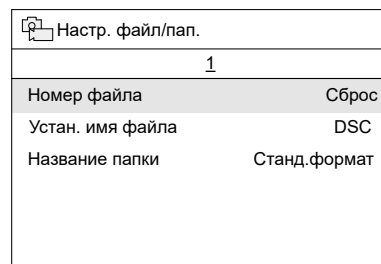 Настр. файл/пап.
1
Номер файла Сброс
Устан. имя файла DSC
Название папки Станд.формат